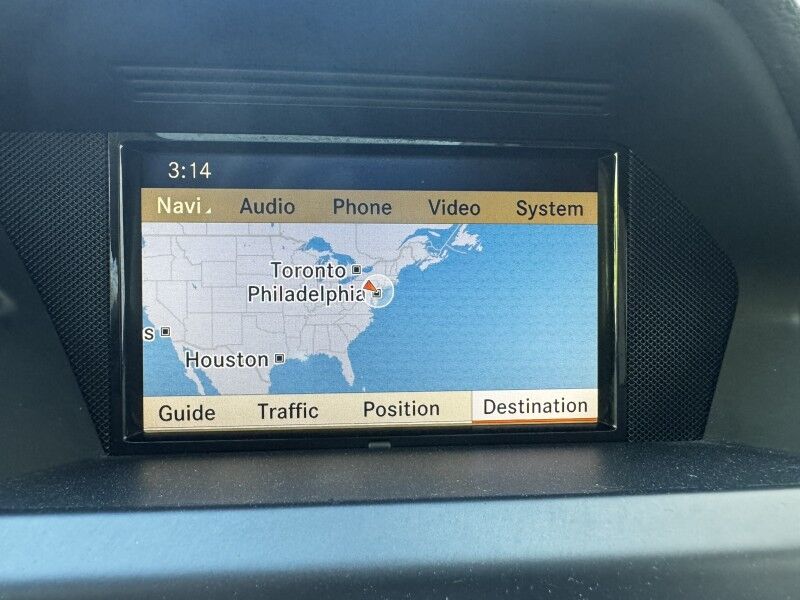 3:14
Navi Audio Phone Video System
Toronto
Philadelphia
s
Houston
Guide Traffic Position Destination